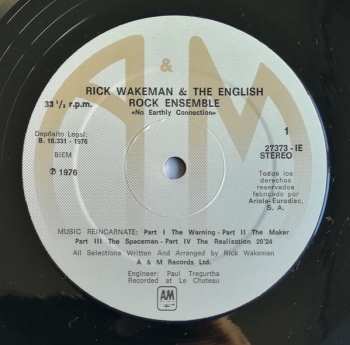 &
A M
RICK WAKEMAN & THE ENGLISH
ROCK ENSEMBLE
33 1/3 r.p.m.
«No Earthly Connection»
Depósito Legal:
B. 18.331 - 1976
BIEM
℗ 1976
1
27373 - IE
STEREO
Todos los
derechos
reservados
fabricado por
Ariola-Eurodisc,
S. A.
MUSIC REINCARNATE: Part I The Warning - Part II The Maker
Part III The Spaceman - Part IV The Realisation 20'24
All Selections Written And Arranged by Rick Wakeman
A & M Records Ltd.
Engineer: Paul Tregurtha
Recorded at Le Chateau
A&M